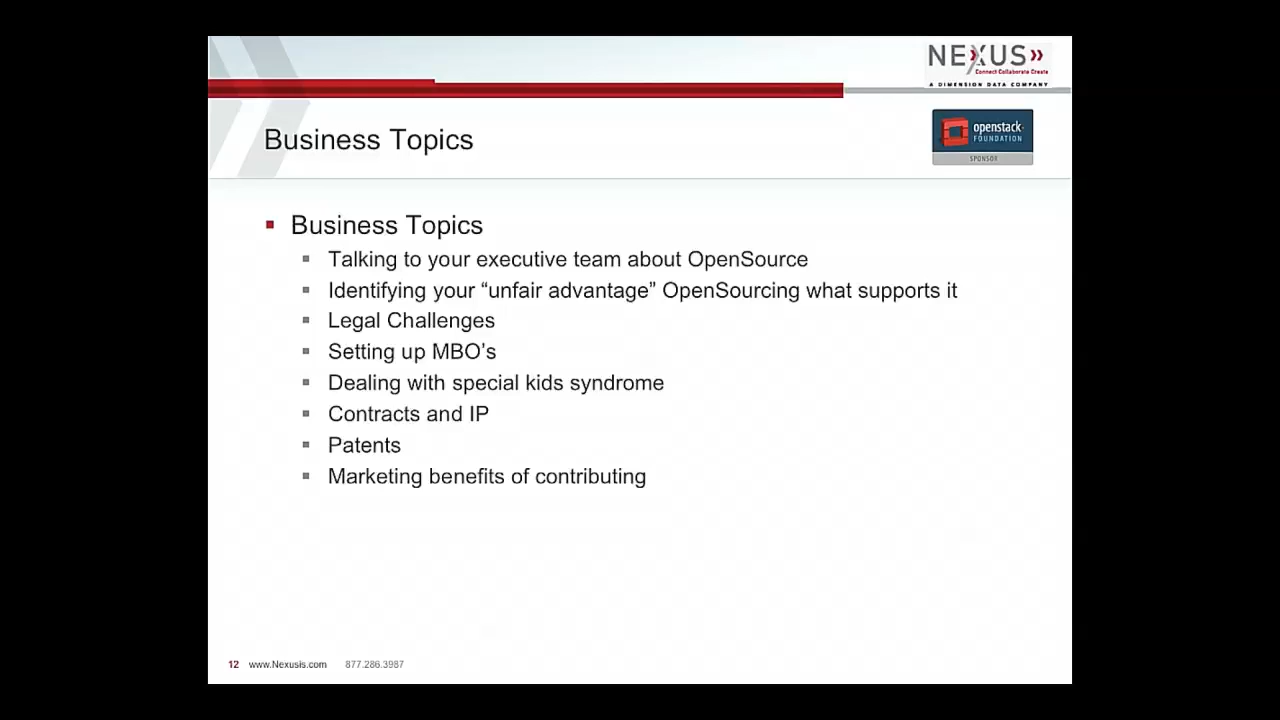 NEXUS»
Connect Collaborate Create
A DIMENSION DATA COMPANY
Business Topics
openstack
FOUNDATION
SPONSOR
Business Topics
Talking to your executive team about OpenSource
Identifying your “unfair advantage” OpenSourcing what supports it
Legal Challenges
Setting up MBO’s
Dealing with special kids syndrome
Contracts and IP
Patents
Marketing benefits of contributing
12 www.Nexusis.com 877.286.3987